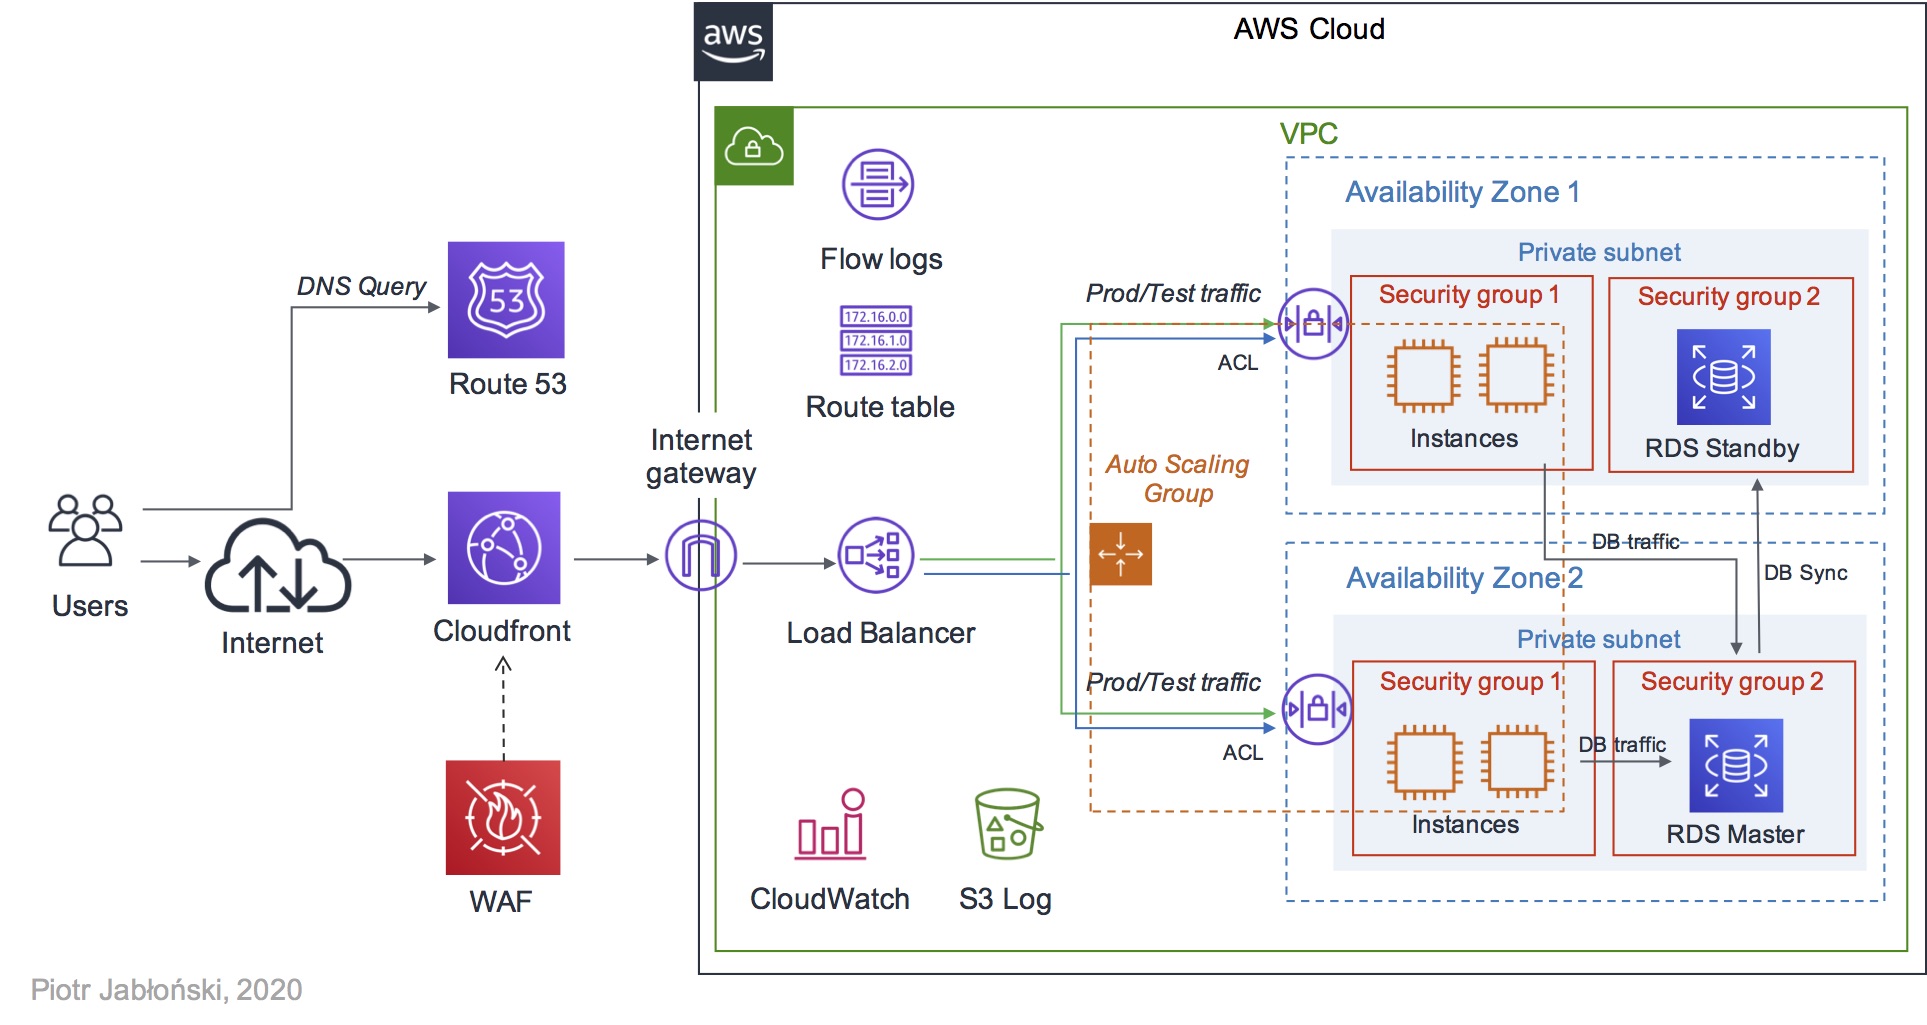 aws
AWS Cloud
VPC
Availability Zone 1
Flow logs
Private subnet
DNS Query
53
Route 53
172.16.0.0
172.16.1.0
172.16.2.0
Route table
Prod/Test traffic
ACL
Security group 1
Instances
Security group 2
RDS Standby
Internet
gateway
Auto Scaling
Group
Users
Internet
Cloudfront
Load Balancer
DB traffic
DB Sync
Availability Zone 2
Private subnet
Prod/Test traffic
ACL
Security group 1
Instances
DB traffic
Security group 2
RDS Master
WAF
CloudWatch
S3 Log
Piotr Jabłoński, 2020